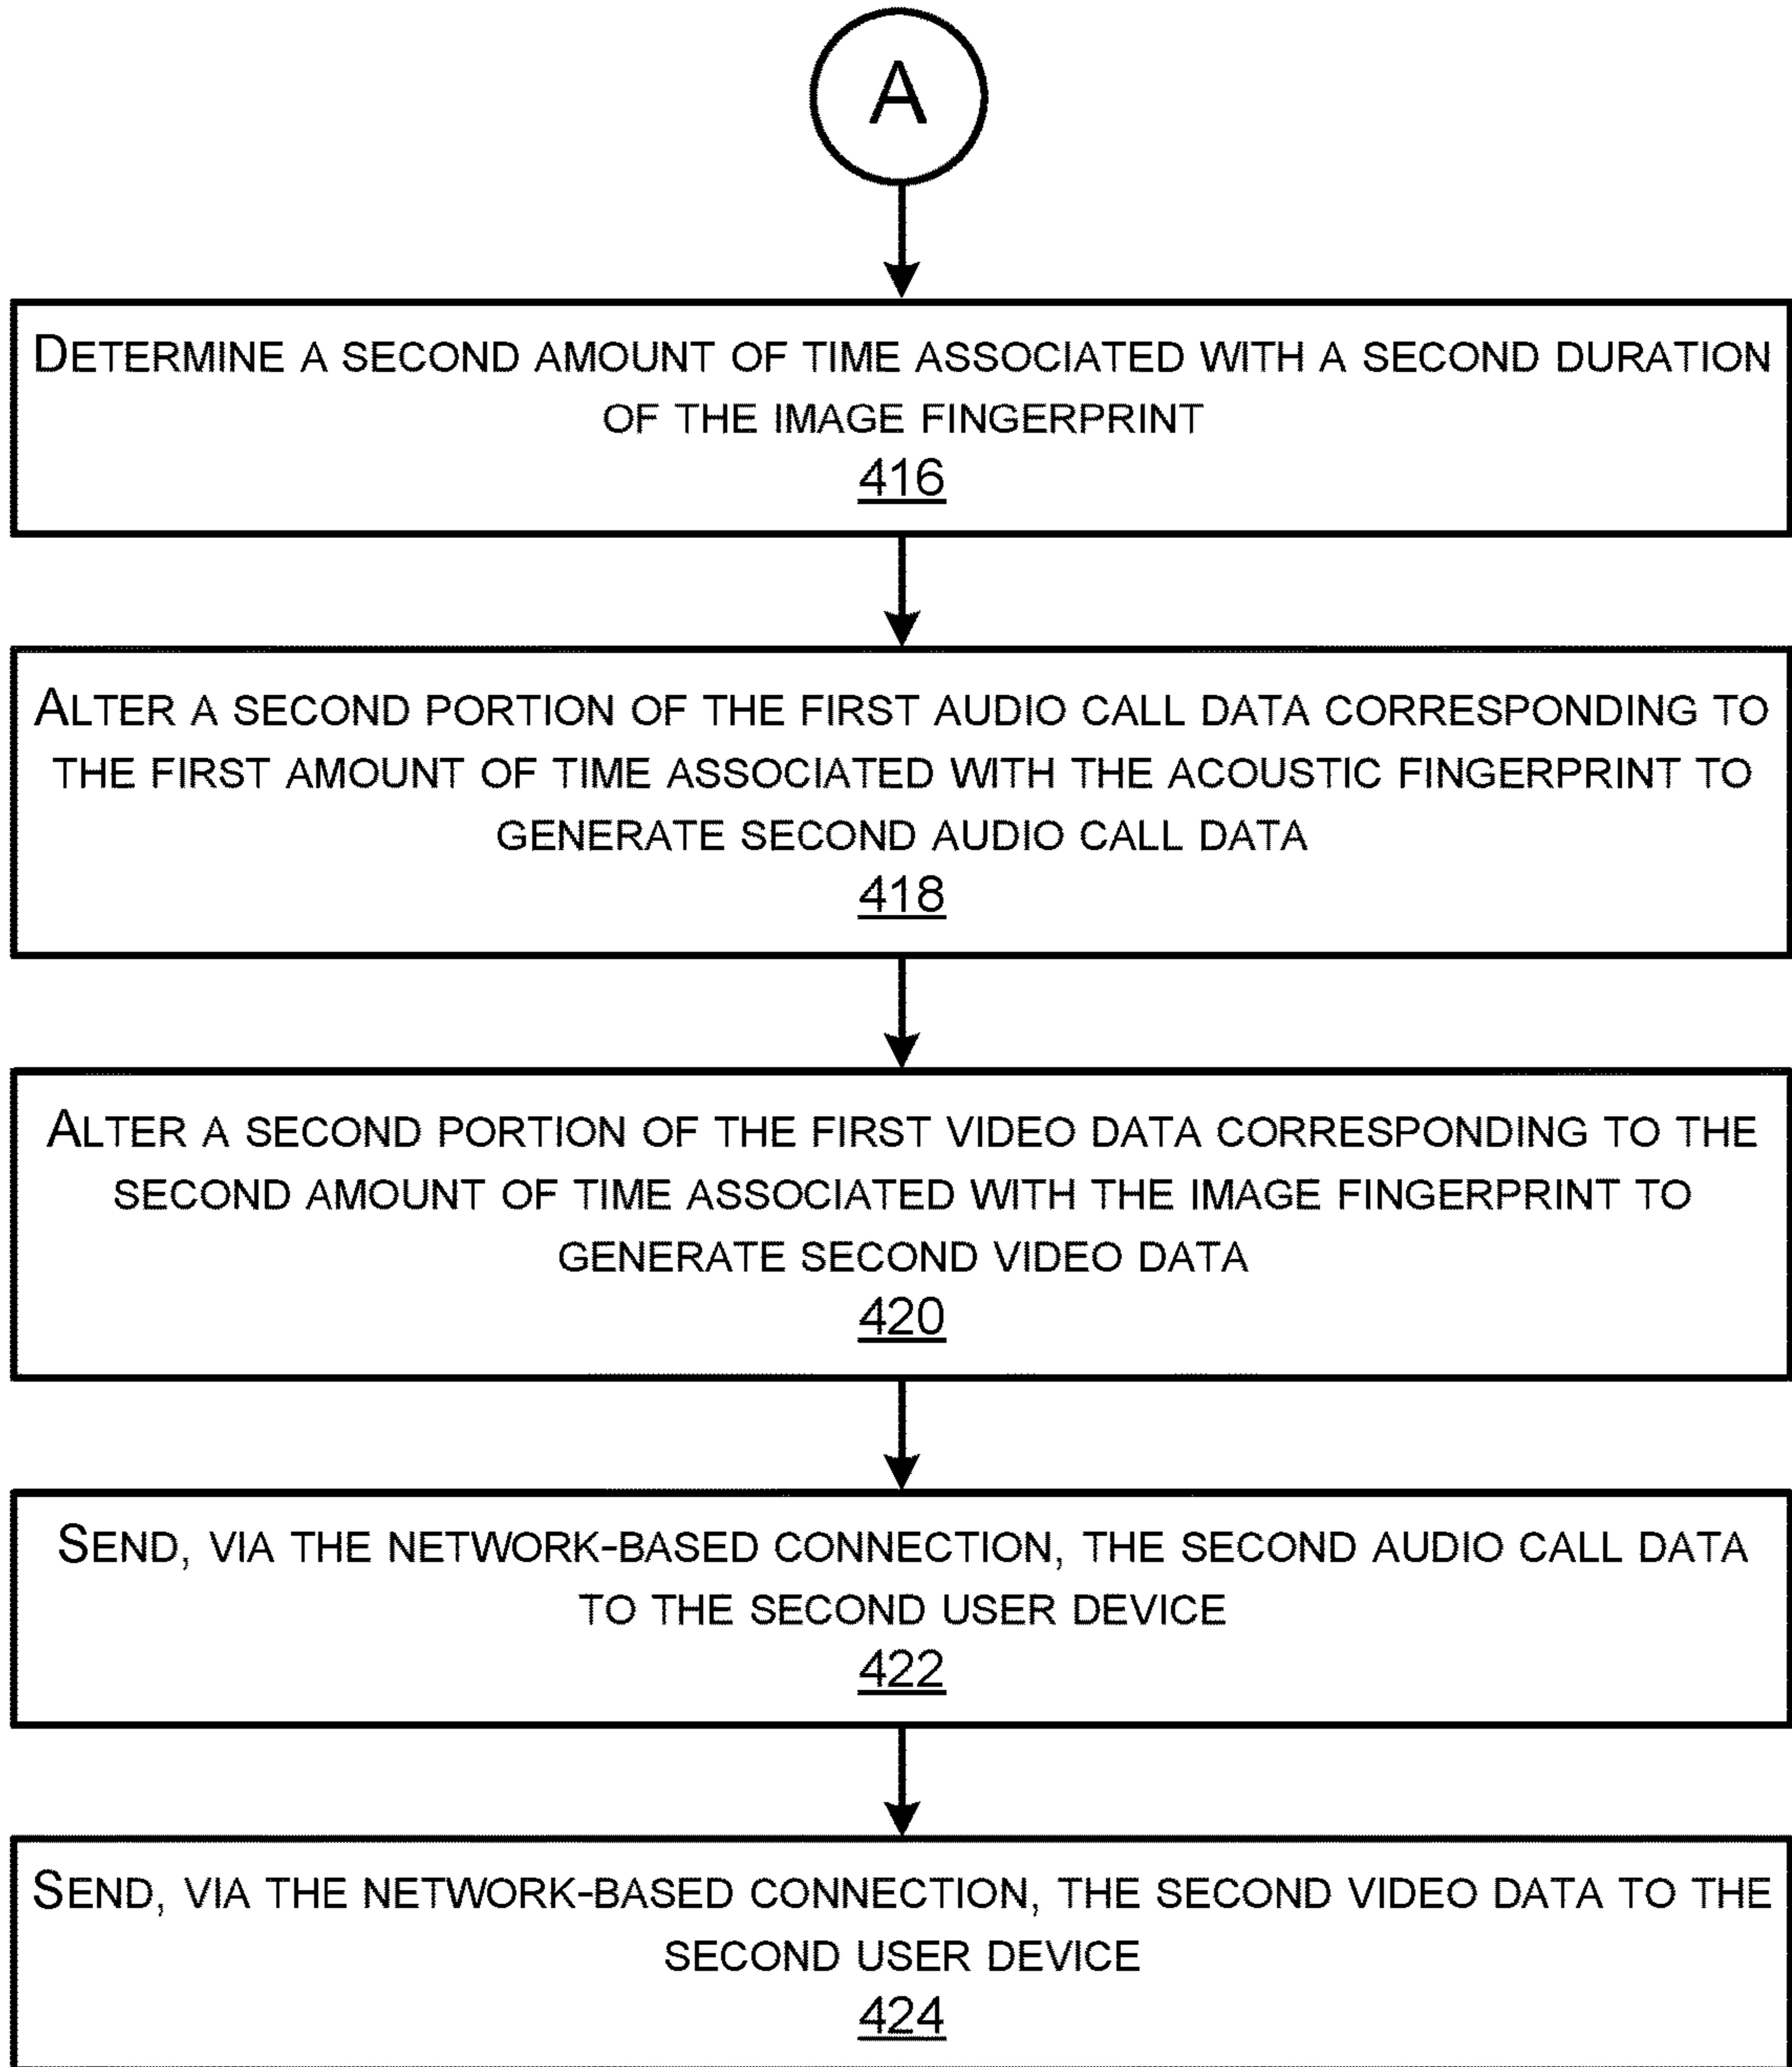 A
DETERMINE A SECOND AMOUNT OF TIME ASSOCIATED WITH A SECOND DURATION
OF THE IMAGE FINGERPRINT
416
ALTER A SECOND PORTION OF THE FIRST AUDIO CALL DATA CORRESPONDING TO
THE FIRST AMOUNT OF TIME ASSOCIATED WITH THE ACOUSTIC FINGERPRINT TO
GENERATE SECOND AUDIO CALL DATA
418
ALTER A SECOND PORTION OF THE FIRST VIDEO DATA CORRESPONDING TO THE
SECOND AMOUNT OF TIME ASSOCIATED WITH THE IMAGE FINGERPRINT TO
GENERATE SECOND VIDEO DATA
420
SEND, VIA THE NETWORK-BASED CONNECTION, THE SECOND AUDIO CALL DATA
TO THE SECOND USER DEVICE
422
SEND, VIA THE NETWORK-BASED CONNECTION, THE SECOND VIDEO DATA TO THE
SECOND USER DEVICE
424